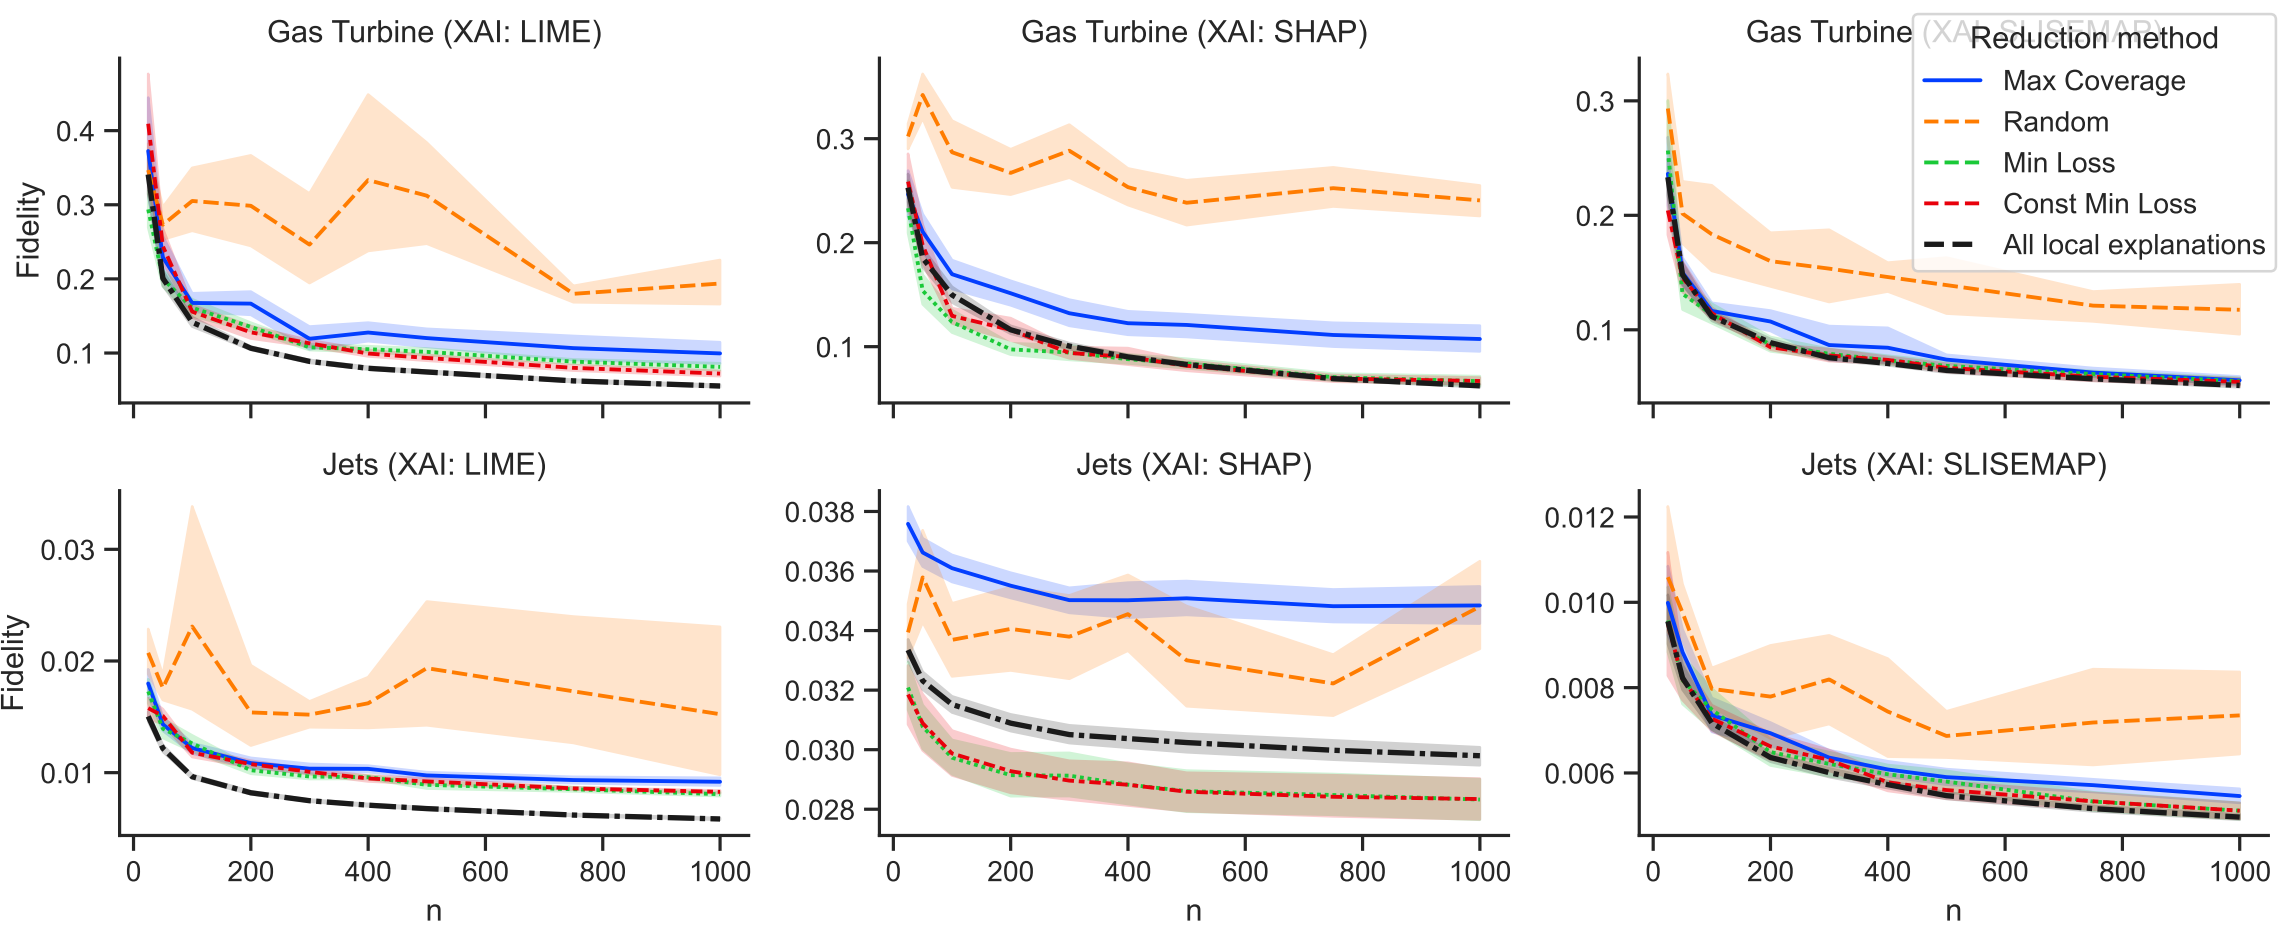 Gas Turbine (XAI: LIME)
Gas Turbine (XAI: SHAP)
Gas Turbine (XAI: SLISEMAP)
Reduction method
Max Coverage
Random
Min Loss
Const Min Loss
All local explanations
Fidelity
0.4
0.3
0.2
0.1
0.3
0.2
0.1
0.3
0.2
0.1
Jets (XAI: LIME)
Jets (XAI: SHAP)
Jets (XAI: SLISEMAP)
Fidelity
0.03
0.02
0.01
0.038
0.036
0.034
0.032
0.030
0.028
0.012
0.010
0.008
0.006
0 200 400 600 800 1000
0 200 400 600 800 1000
0 200 400 600 800 1000
n
n
n